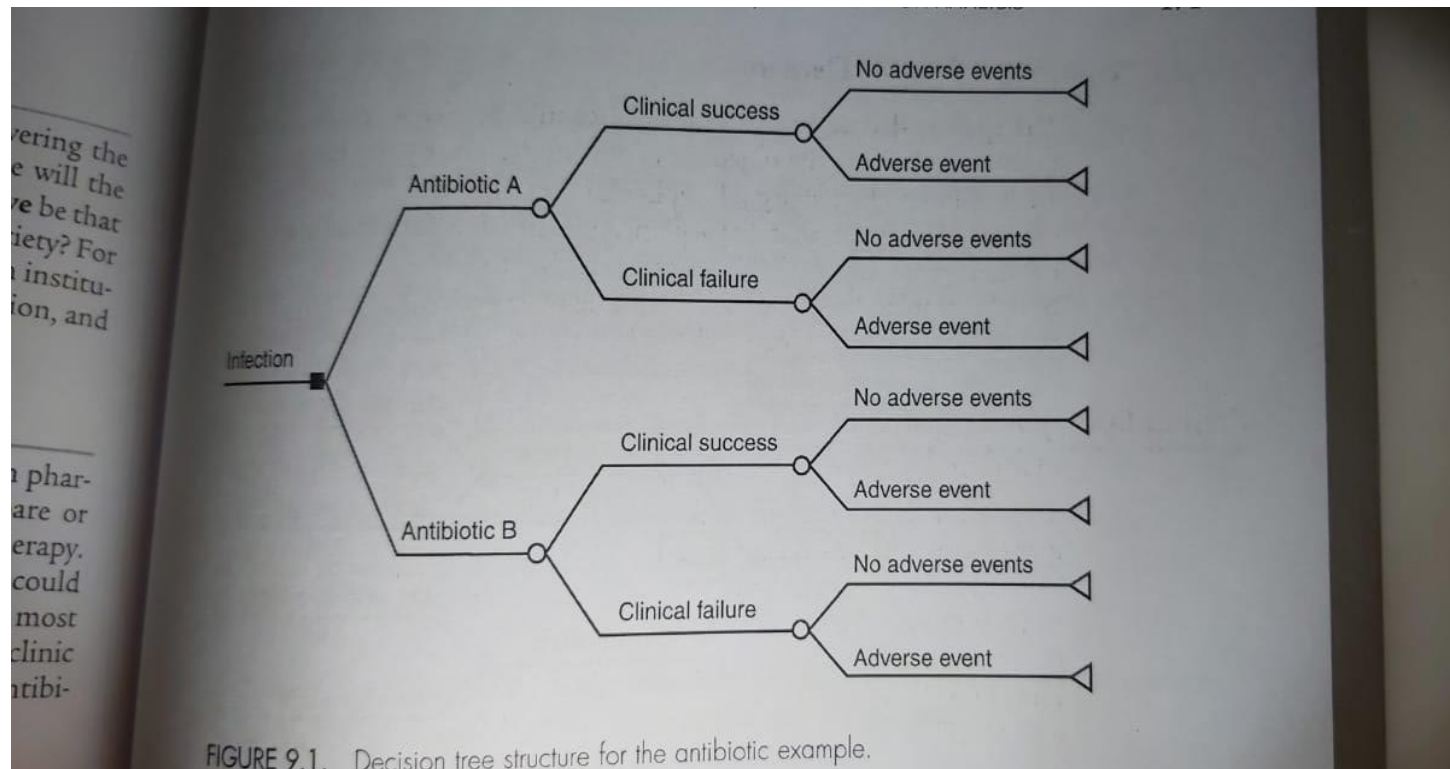 No adverse events
Clinical success
Adverse event
Antibiotic A
No adverse events
Clinical failure
Adverse event
Infection
No adverse events
Clinical success
Adverse event
Antibiotic B
No adverse events
Clinical failure
Adverse event
FIGURE 9.1. Decision tree structure for the antibiotic example.
vering the
e will the
ve be that
iety? For
institu-
ion, and
phar-
are or
erapy.
could
most
clinic
ntibi-